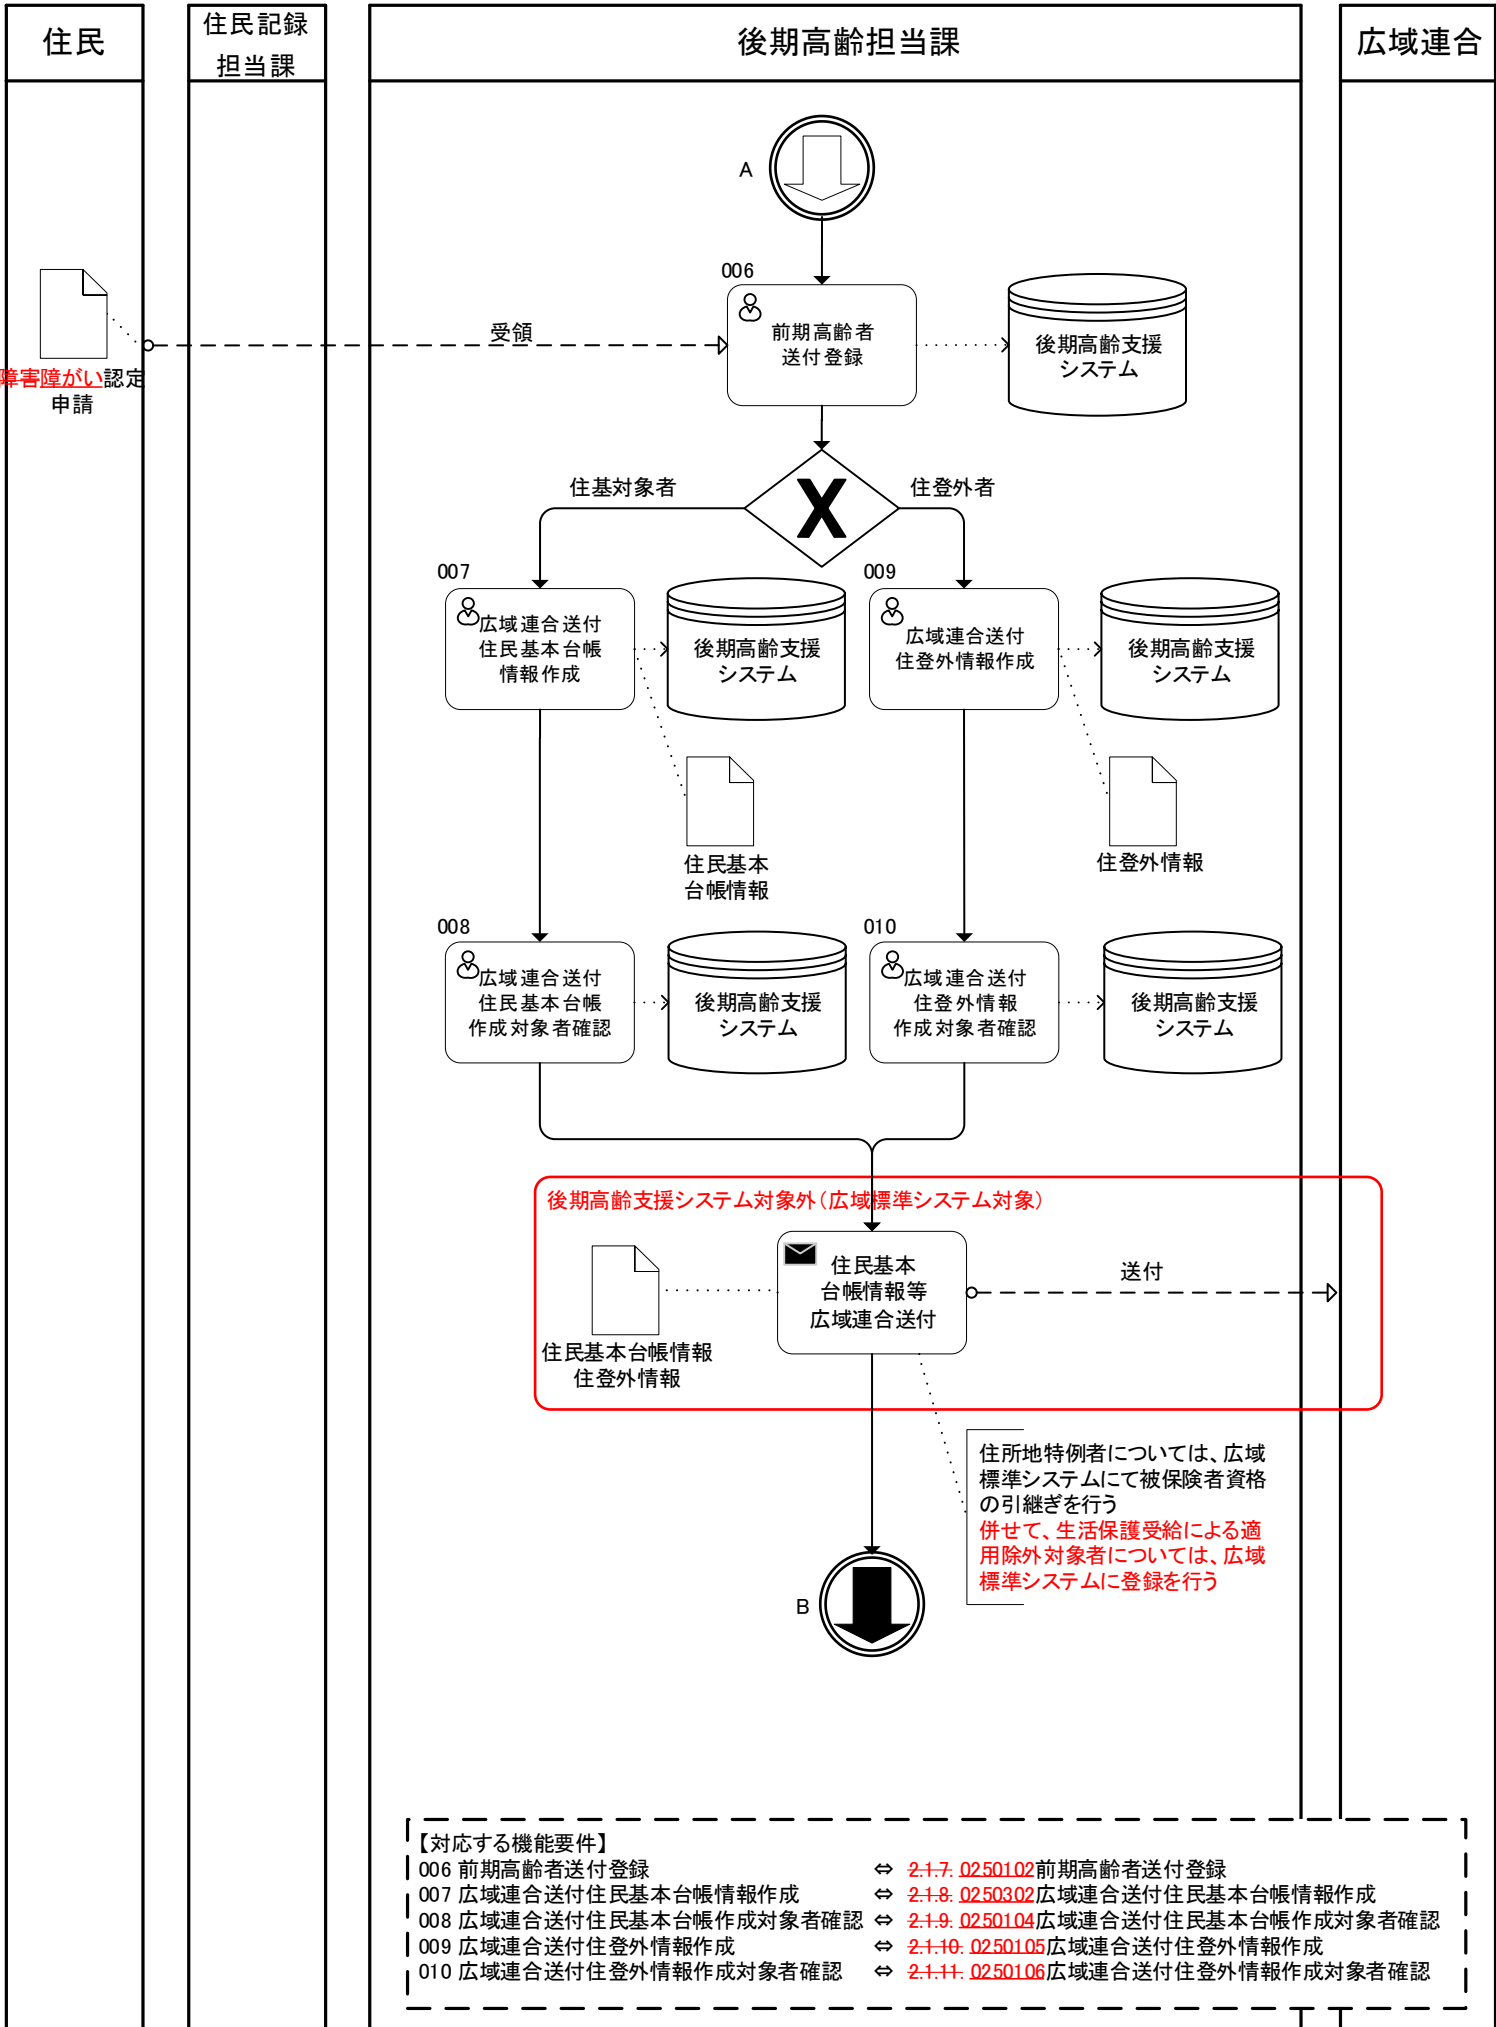 住民
住民記録
担当課
後期高齢担当課
広域連合
A
006
前期高齢者
送付登録
後期高齢支援
システム
受領
障害障がい認定
申請
住基対象者
X
住登外者
007
広域連合送付
住民基本台帳
情報作成
後期高齢支援
システム
009
広域連合送付
住登外情報作成
後期高齢支援
システム
住民基本
台帳情報
住登外情報
008
広域連合送付
住民基本台帳
作成対象者確認
後期高齢支援
システム
010
広域連合送付
住登外情報
作成対象者確認
後期高齢支援
システム
後期高齢支援システム対象外（広域標準システム対象）
住民基本
台帳情報等
広域連合送付
送付
住民基本台帳情報
住登外情報
住所地特例者については、広域
標準システムにて被保険者資格
の引継ぎを行う
併せて、生活保護受給による適
用除外対象者については、広域
標準システムに登録を行う
B
【対応する機能要件】
006 前期高齢者送付登録 ⇔ 2.1.7. 0250102前期高齢者送付登録
007 広域連合送付住民基本台帳情報作成 ⇔ 2.1.8. 0250302広域連合送付住民基本台帳情報作成
008 広域連合送付住民基本台帳作成対象者確認 ⇔ 2.1.9. 0250104広域連合送付住民基本台帳作成対象者確認
009 広域連合送付住登外情報作成 ⇔ 2.1.10. 0250105広域連合送付住登外情報作成
010 広域連合送付住登外情報作成対象者確認 ⇔ 2.1.11. 0250106広域連合送付住登外情報作成対象者確認